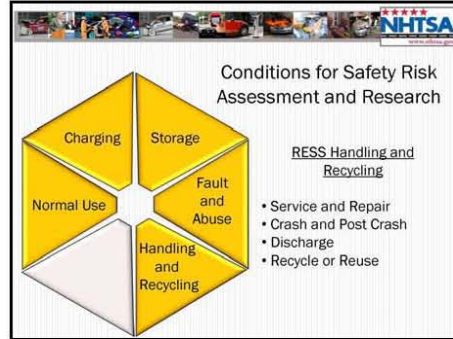 NHTSA
www.nhtsa.gov
Conditions for Safety Risk
Assessment and Research
Charging
Storage
Normal Use
Fault
and
Abuse
Handling
and
Recycling
RESS Handling and
Recycling
• Service and Repair
• Crash and Post Crash
• Discharge
• Recycle or Reuse